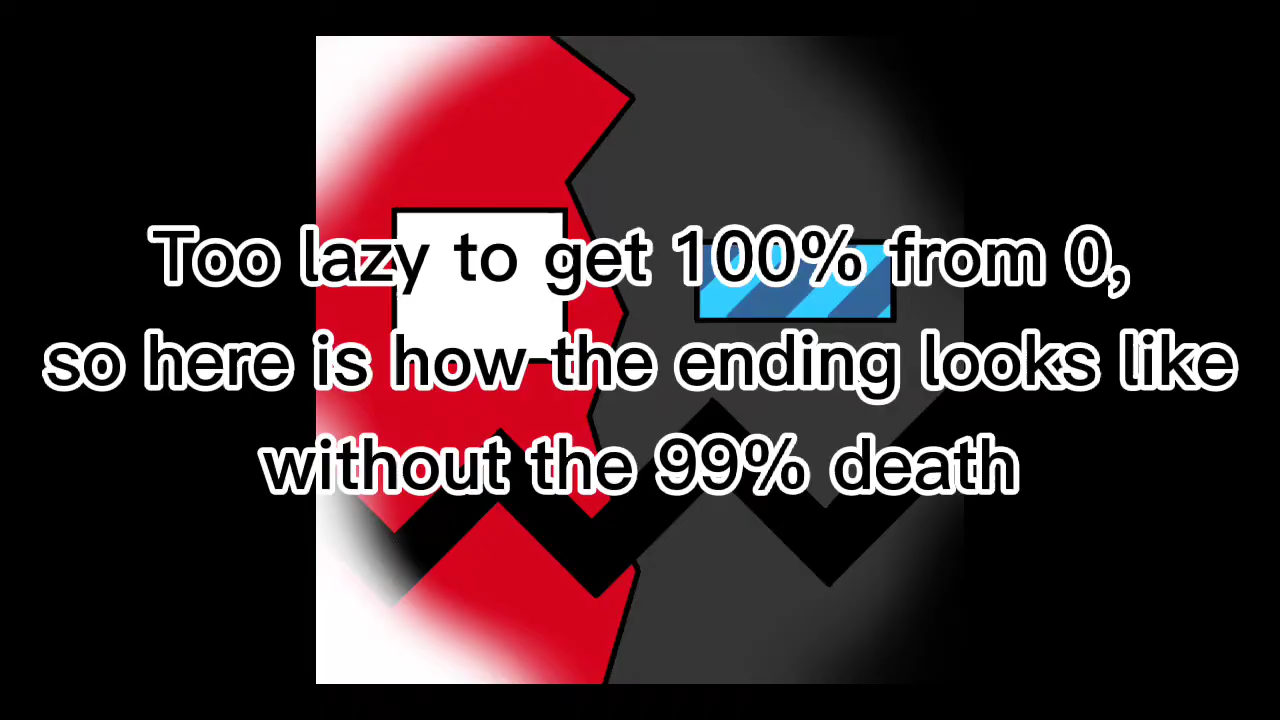 Too lazy to get 100% from 0,
so here is how the ending looks like
without the 99% death